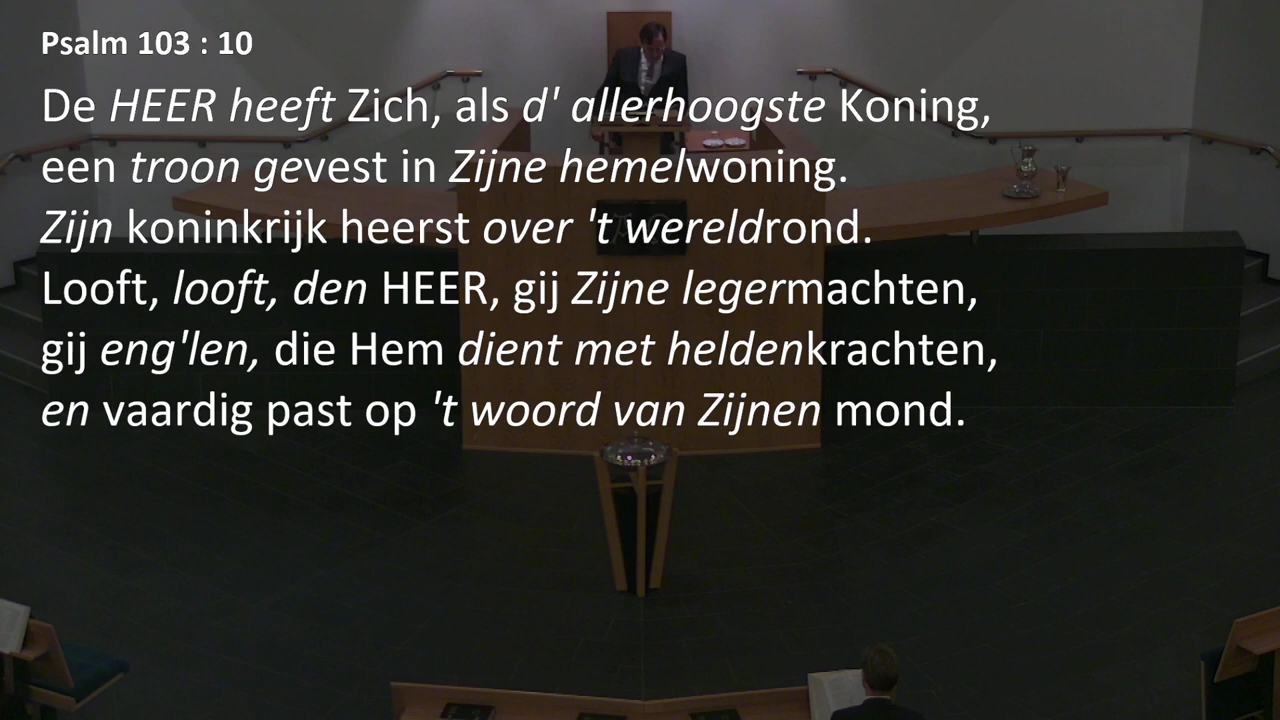 Psalm 103 : 10
De HEER heeft Zich, als d' allerhoogste Koning,
een troon gevest in Zijne hemelwoning.
Zijn koninkrijk heerst over 't wereldrond.
Looft, looft, den HEER, gij Zijne legermachten,
gij eng'len, die Hem dient met heldenkrachten,
en vaardig past op 't woord van Zijnen mond.